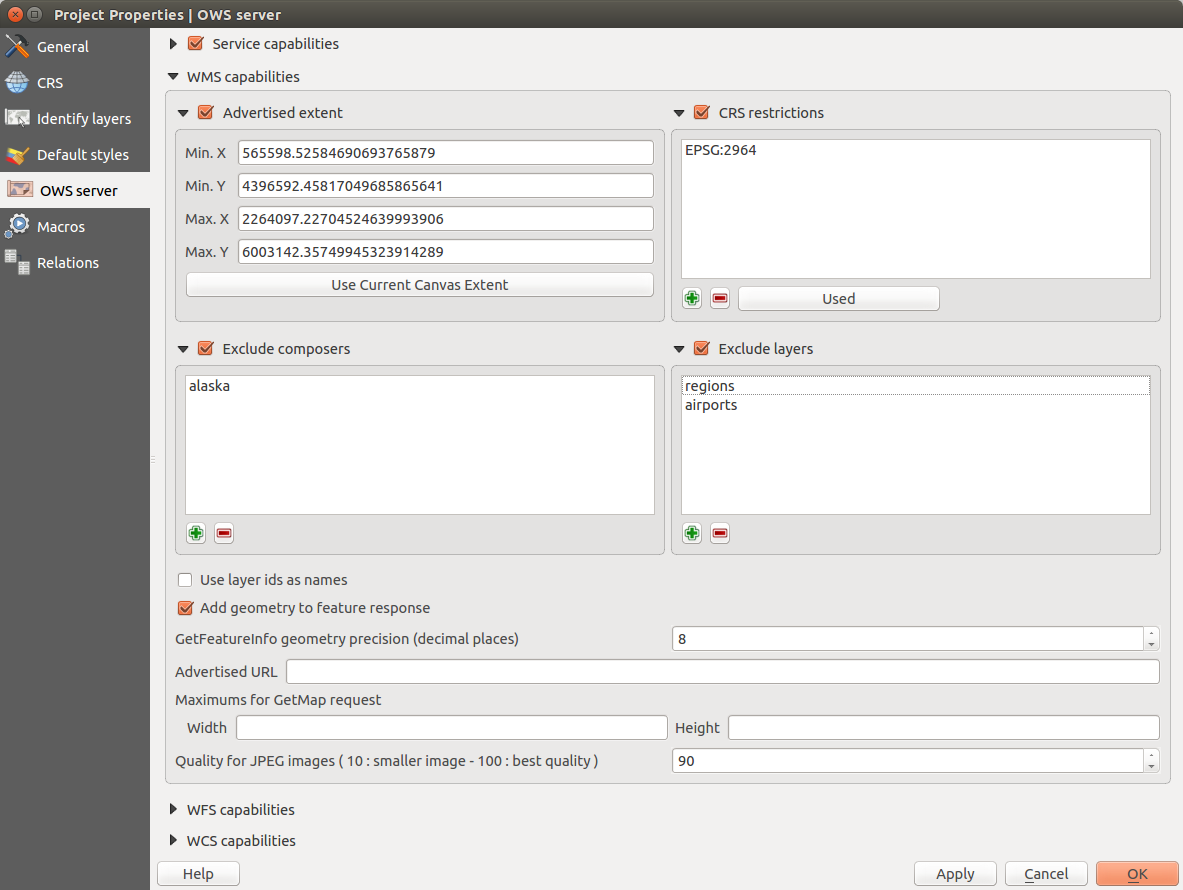 Project Properties | OWS server
General
CRS
Identify layers
Default styles
OWS server
Macros
Relations
Service capabilities
WMS capabilities
Advertised extent
Min. X 565598.52584690693765879
Min. Y 4396592.45817049685865641
Max. X 2264097.22704524639993906
Max. Y 6003142.35749945323914289
Use Current Canvas Extent
CRS restrictions
EPSG:2964
Used
Exclude composers
alaska
Exclude layers
regions
airports
Use layer ids as names
Add geometry to feature response
GetFeatureInfo geometry precision (decimal places) 8
Advertised URL
Maximums for GetMap request
Width Height
Quality for JPEG images ( 10 : smaller image - 100 : best quality ) 90
WFS capabilities
WCS capabilities
Help Apply Cancel OK